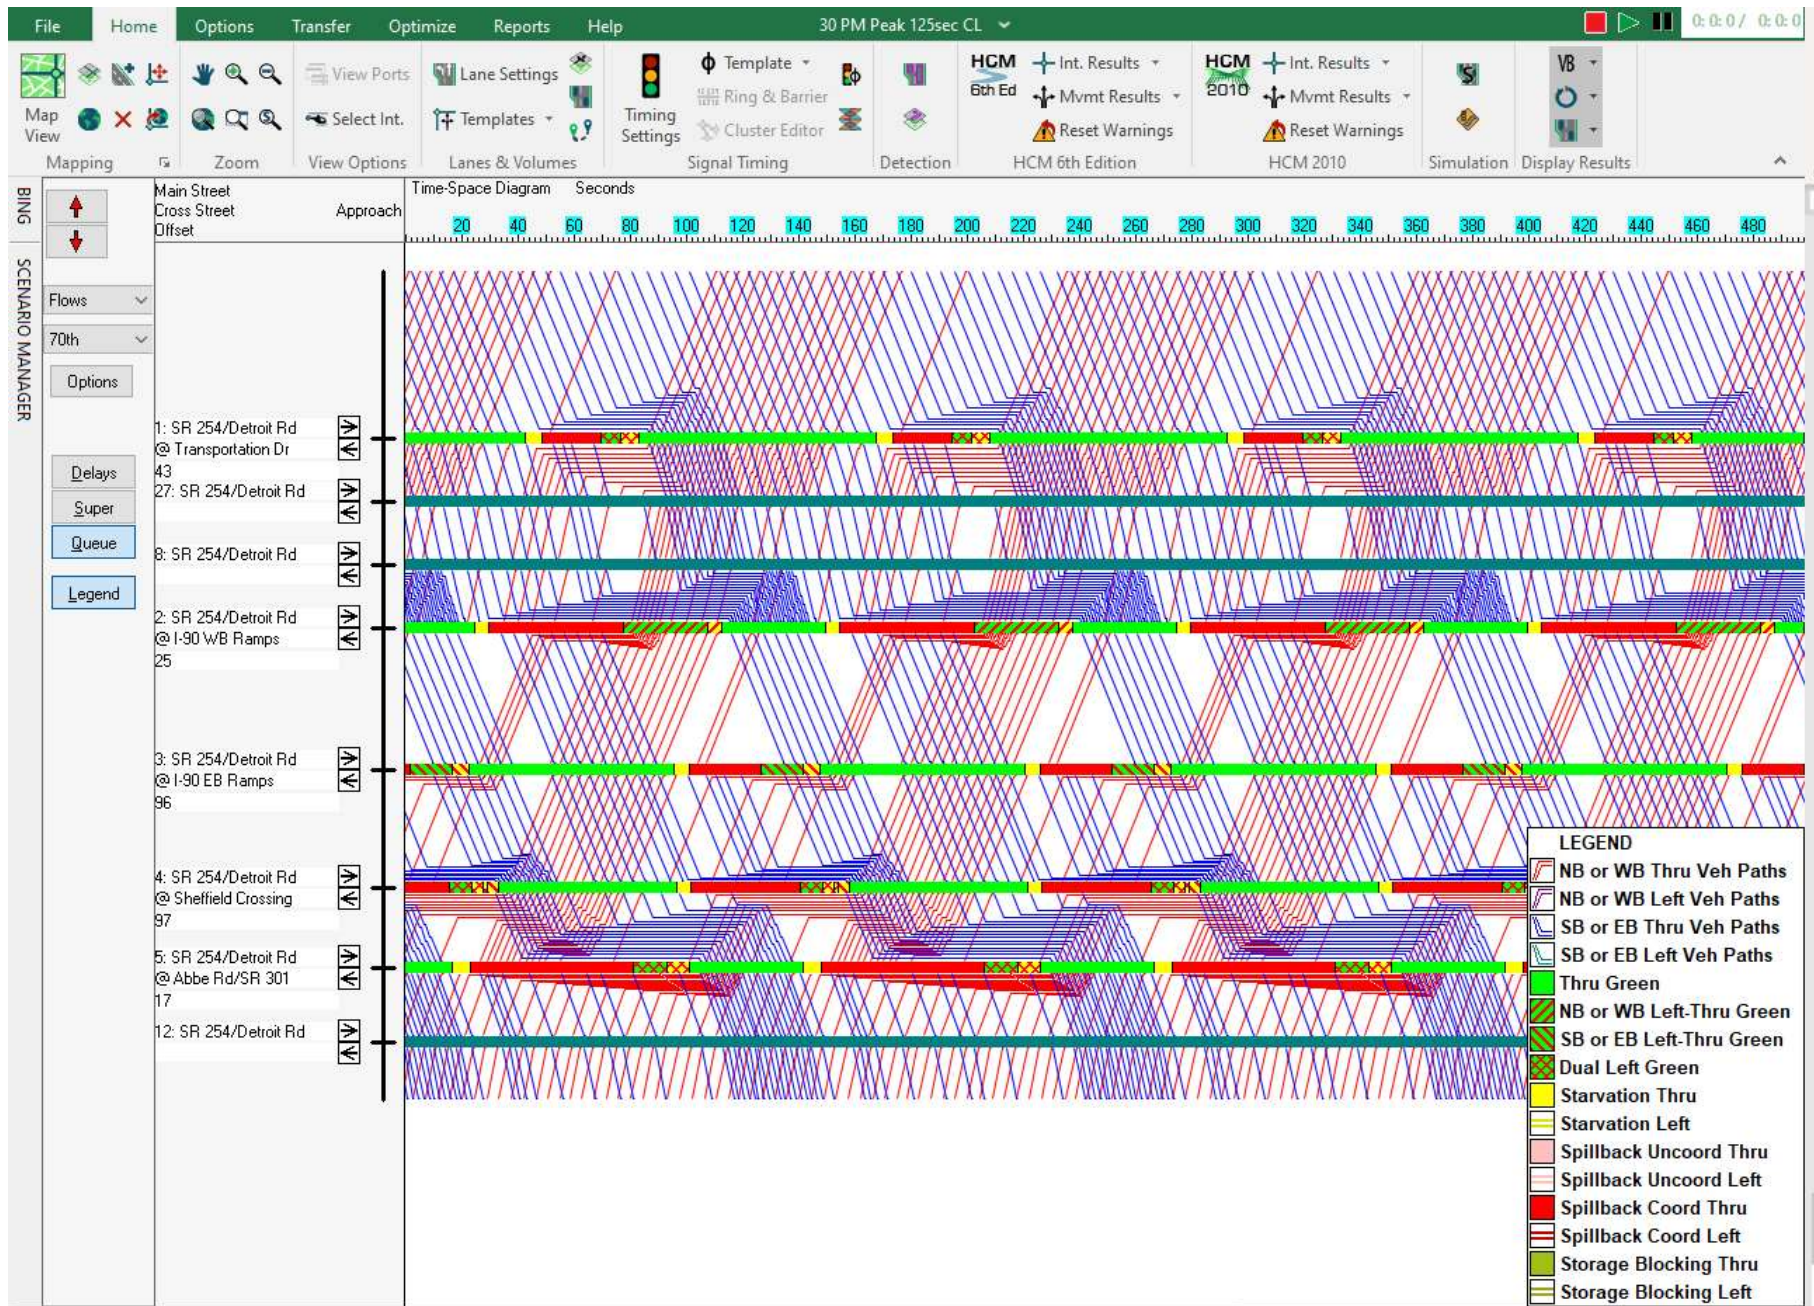 File Home Options Transfer Optimize Reports Help 30 PM Peak 125sec CL 0: 0: 0 / 0: 0: 0
Map View
Mapping
Zoom
View Ports
Select Int.
View Options
Lane Settings
Templates
Lanes & Volumes
Timing Settings
Φ Template
Ring & Barrier
Cluster Editor
Signal Timing
Detection
HCM 6th Ed
Int. Results
Mvmt Results
Reset Warnings
HCM 6th Edition
HCM 2010
Int. Results
Mvmt Results
Reset Warnings
HCM 2010
Simulation
VB
Display Results
BING
SCENARIO MANAGER
Flows
70th
Options
Delays
Super
Queue
Legend
Main Street
Cross Street Approach
Offset
Time-Space Diagram Seconds
20 40 60 80 100 120 140 160 180 200 220 240 260 280 300 320 340 360 380 400 420 440 460 480
1: SR 254/Detroit Rd
@ Transportation Dr
43
27: SR 254/Detroit Rd
8: SR 254/Detroit Rd
2: SR 254/Detroit Rd
@ I-90 WB Ramps
25
3: SR 254/Detroit Rd
@ I-90 EB Ramps
96
4: SR 254/Detroit Rd
@ Sheffield Crossing
97
5: SR 254/Detroit Rd
@ Abbe Rd/SR 301
17
12: SR 254/Detroit Rd
LEGEND
NB or WB Thru Veh Paths
NB or WB Left Veh Paths
SB or EB Thru Veh Paths
SB or EB Left Veh Paths
Thru Green
NB or WB Left-Thru Green
SB or EB Left-Thru Green
Dual Left Green
Starvation Thru
Starvation Left
Spillback Uncoord Thru
Spillback Uncoord Left
Spillback Coord Thru
Spillback Coord Left
Storage Blocking Thru
Storage Blocking Left